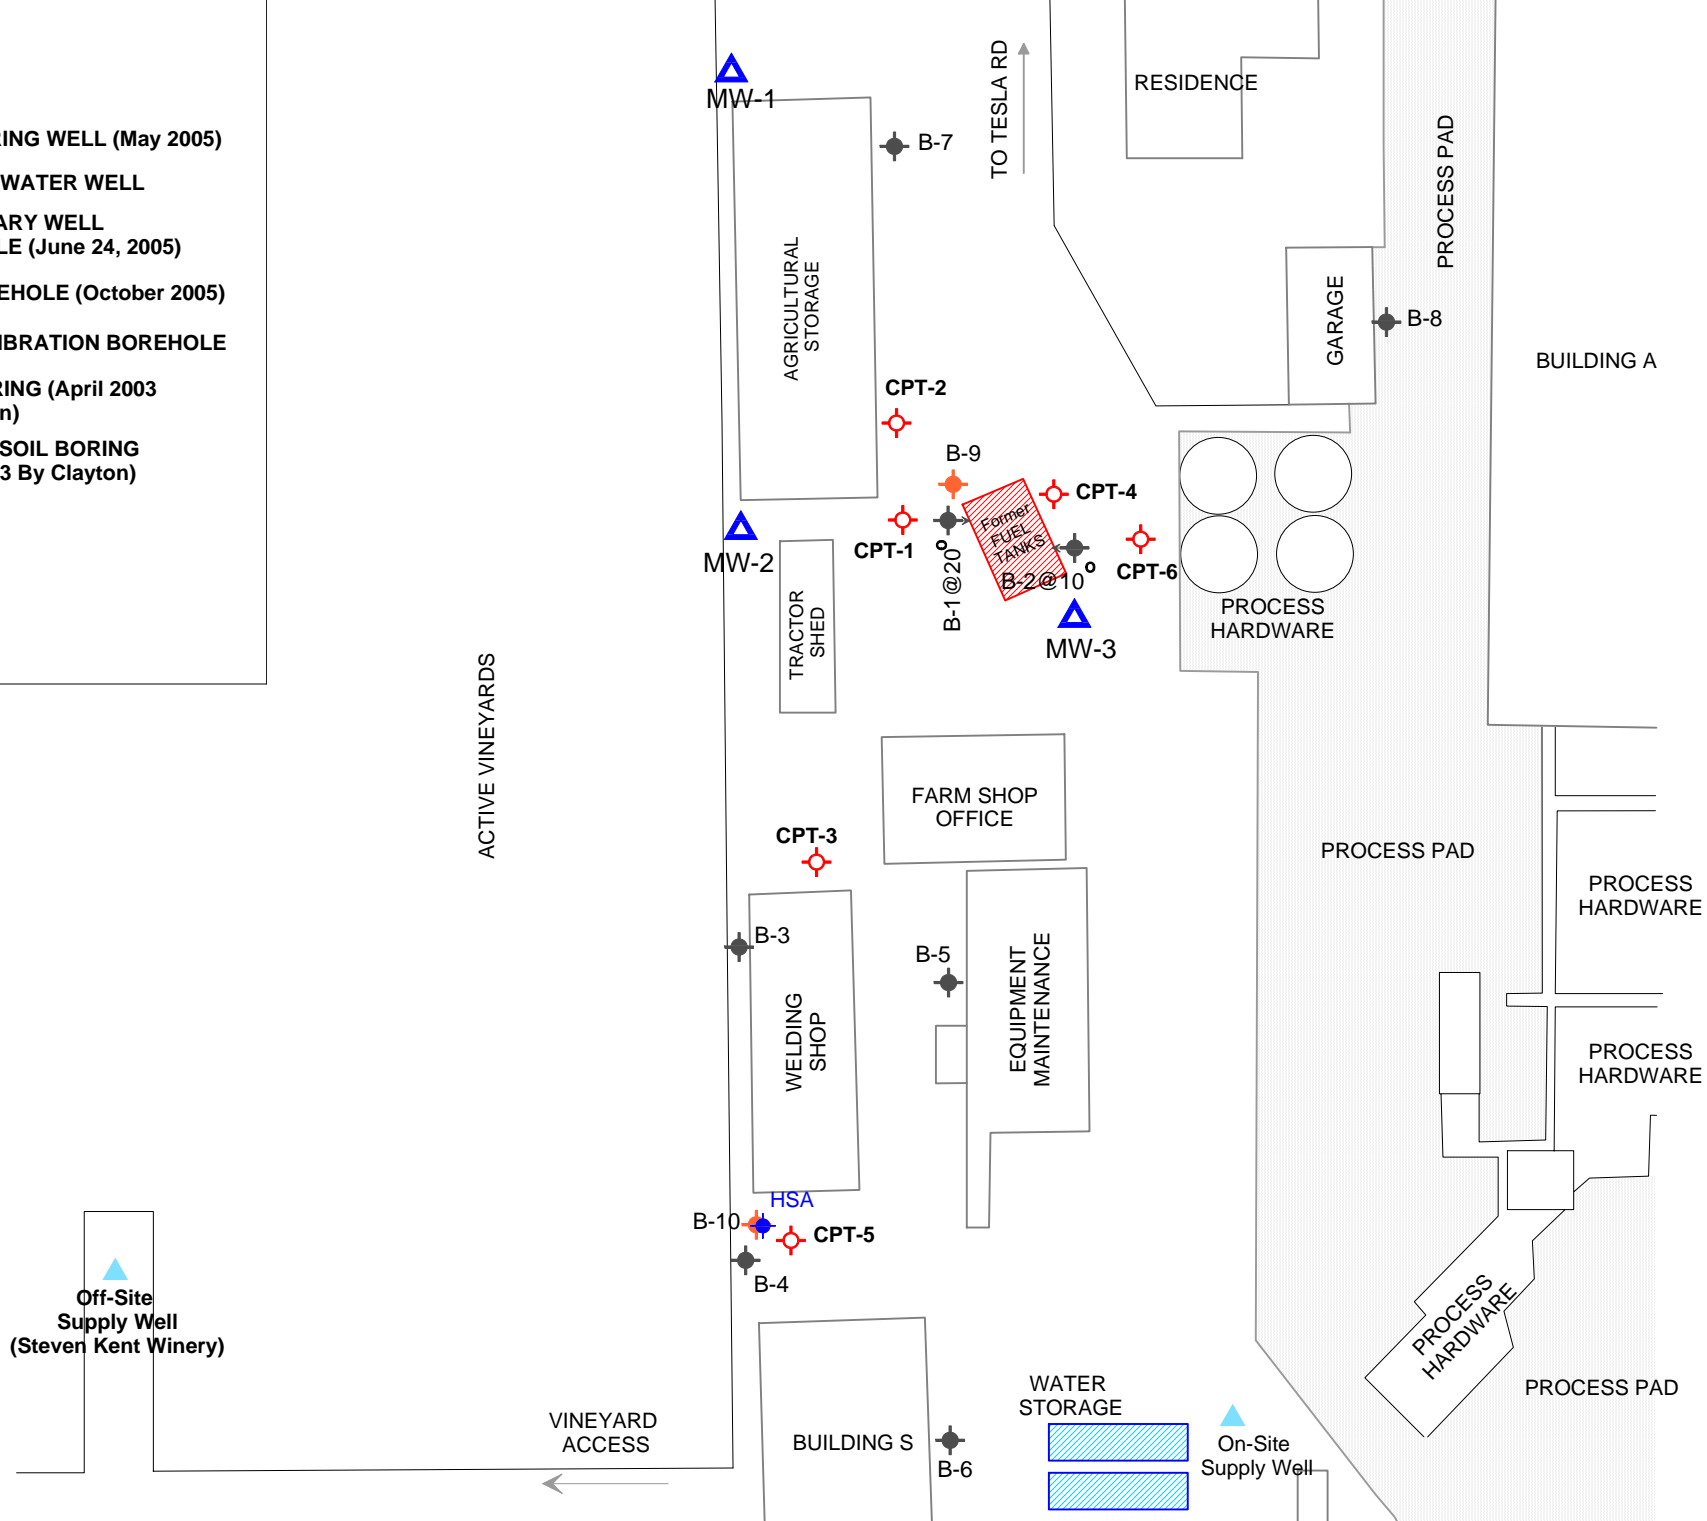 RING WELL (May 2005)
WATER WELL
ARY WELL
LE (June 24, 2005)
EHOLE (October 2005)
IBRATION BOREHOLE
RING (April 2003
n)
SOIL BORING
3 By Clayton)
MW-1
B-7
TO TESLA RD
RESIDENCE
PROCESS PAD
AGRICULTURAL
STORAGE
GARAGE
B-8
BUILDING A
CPT-2
B-9
CPT-4
Former
FUEL
TANKS
CPT-1
B-1@20°
B-2@10°
CPT-6
MW-2
MW-3
PROCESS
HARDWARE
TRACTOR
SHED
ACTIVE VINEYARDS
FARM SHOP
OFFICE
CPT-3
PROCESS PAD
PROCESS
HARDWARE
B-3
B-5
WELDING
SHOP
EQUIPMENT
MAINTENANCE
PROCESS
HARDWARE
HSA
B-10
CPT-5
B-4
Off-Site
Supply Well
(Steven Kent Winery)
PROCESS
HARDWARE
PROCESS PAD
VINEYARD
ACCESS
BUILDING S
B-6
WATER
STORAGE
On-Site
Supply Well